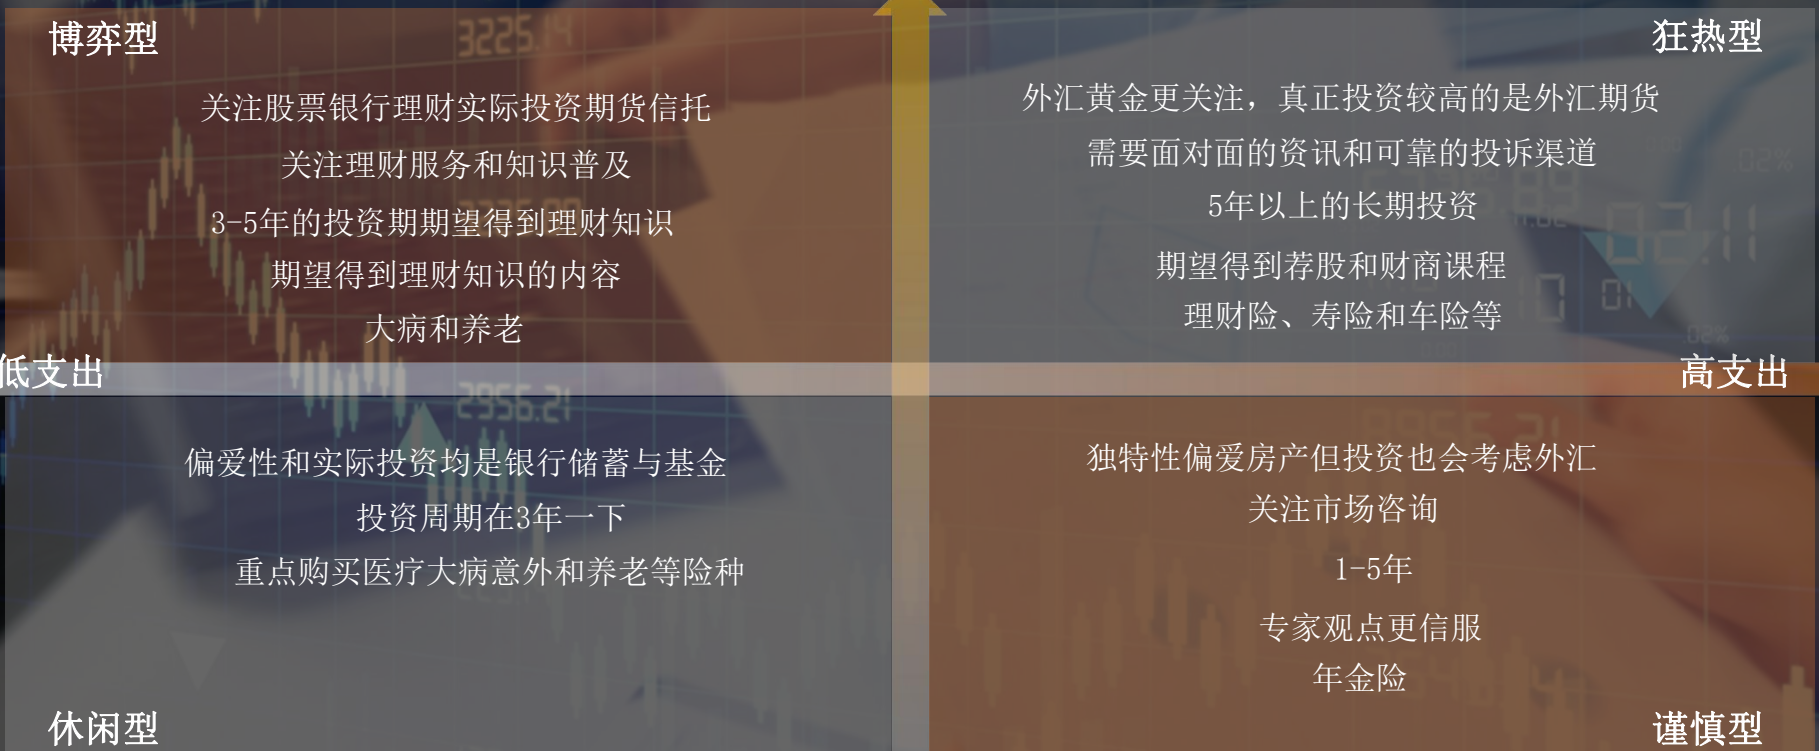 博弈型
关注股票银行理财实际投资期货信托
关注理财服务和知识普及
3-5年的投资期期望得到理财知识
期望得到理财知识的内容
大病和养老
狂热型
外汇黄金更关注，真正投资较高的是外汇期货
需要面对面的资讯和可靠的投诉渠道
5年以上的长期投资
期望得到荐股和财商课程
理财险、寿险和车险等
低支出
高支出
偏爱性和实际投资均是银行储蓄与基金
投资周期在3年一下
重点购买医疗大病意外和养老等险种
休闲型
独特性偏爱房产但投资也会考虑外汇
关注市场咨询
1-5年
专家观点更信服
年金险
谨慎型
3225.14
2956.21
02.11
.02%